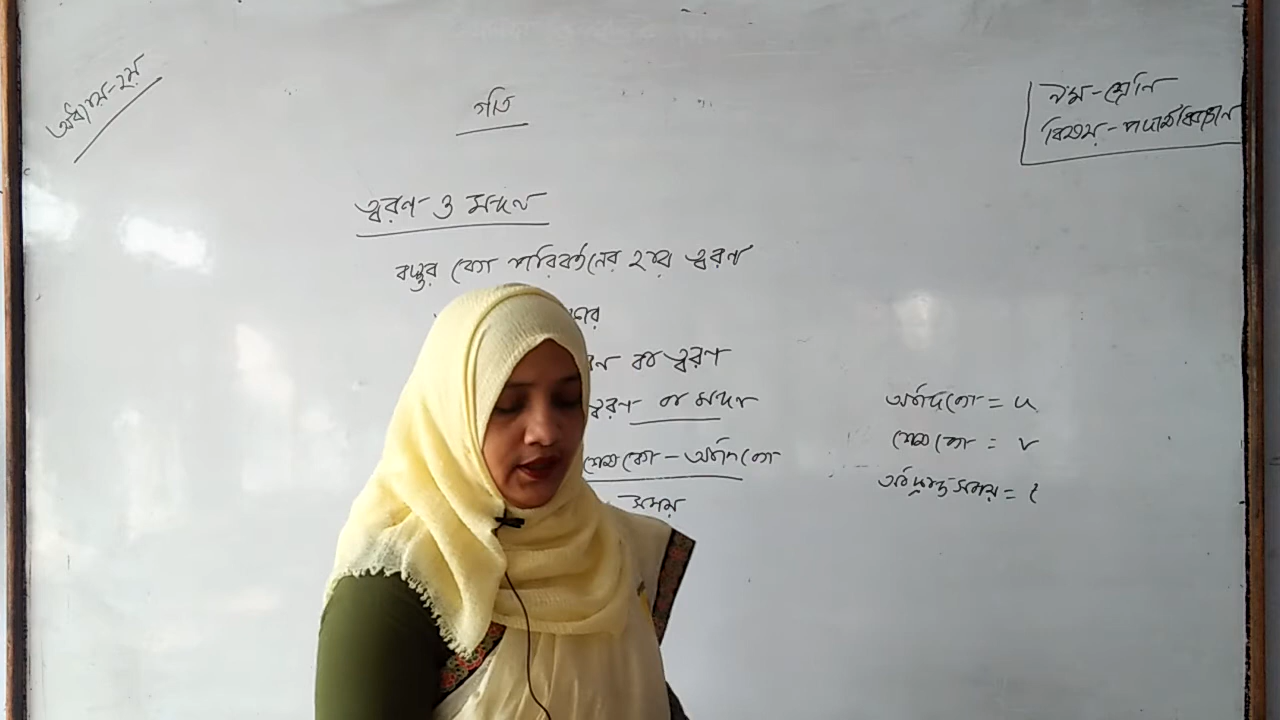 অধ্যায়-২য়
গতি
৯ম-শ্রেনি
বিষয়-পদার্থবিজ্ঞান
ত্বরণ ও মন্দন
বস্তুর বেগ পরিবর্তনের হার ত্বরণ
ত্বরণ
ত্বরণ বা মন্দন
শেষবেগ - আদিবেগ
সময়
আদিবেগ = u
শেষ বেগ = v
অতিক্রান্ত সময় = t